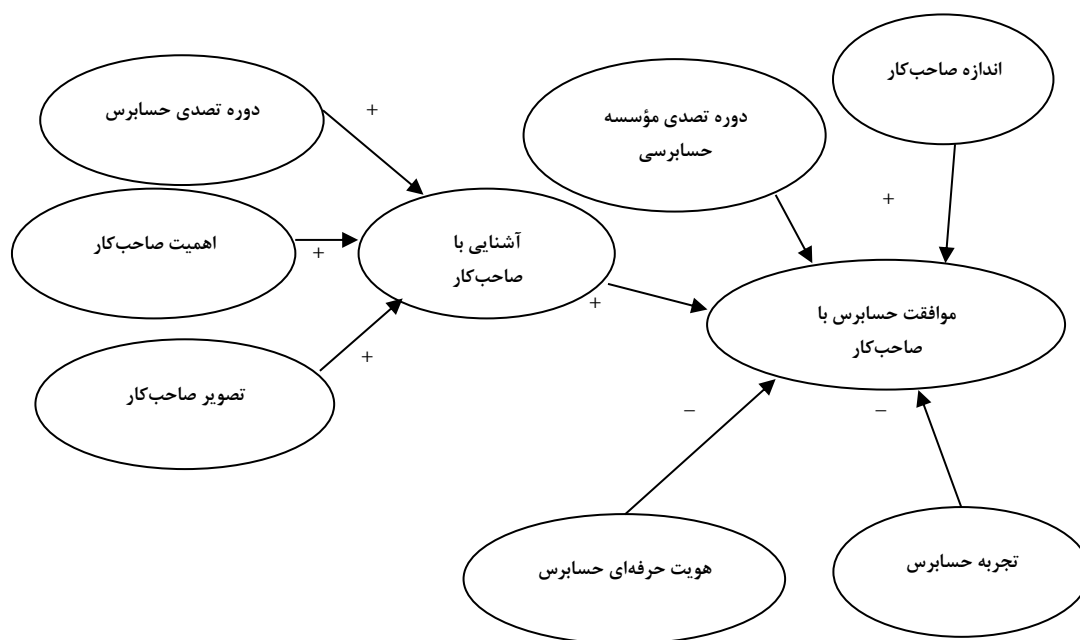 اندازه صاحب‌کار
دوره تصدی حسابرس
+
دوره تصدی مؤسسه
حسابرسی
+
اهمیت صاحب‌کار
+
آشنایی با
صاحب‌کار
+
موافقت حسابرس با
صاحب‌کار
+
تصویر صاحب‌کار
−
−
هویت حرفه‌ای حسابرس
تجربه حسابرس